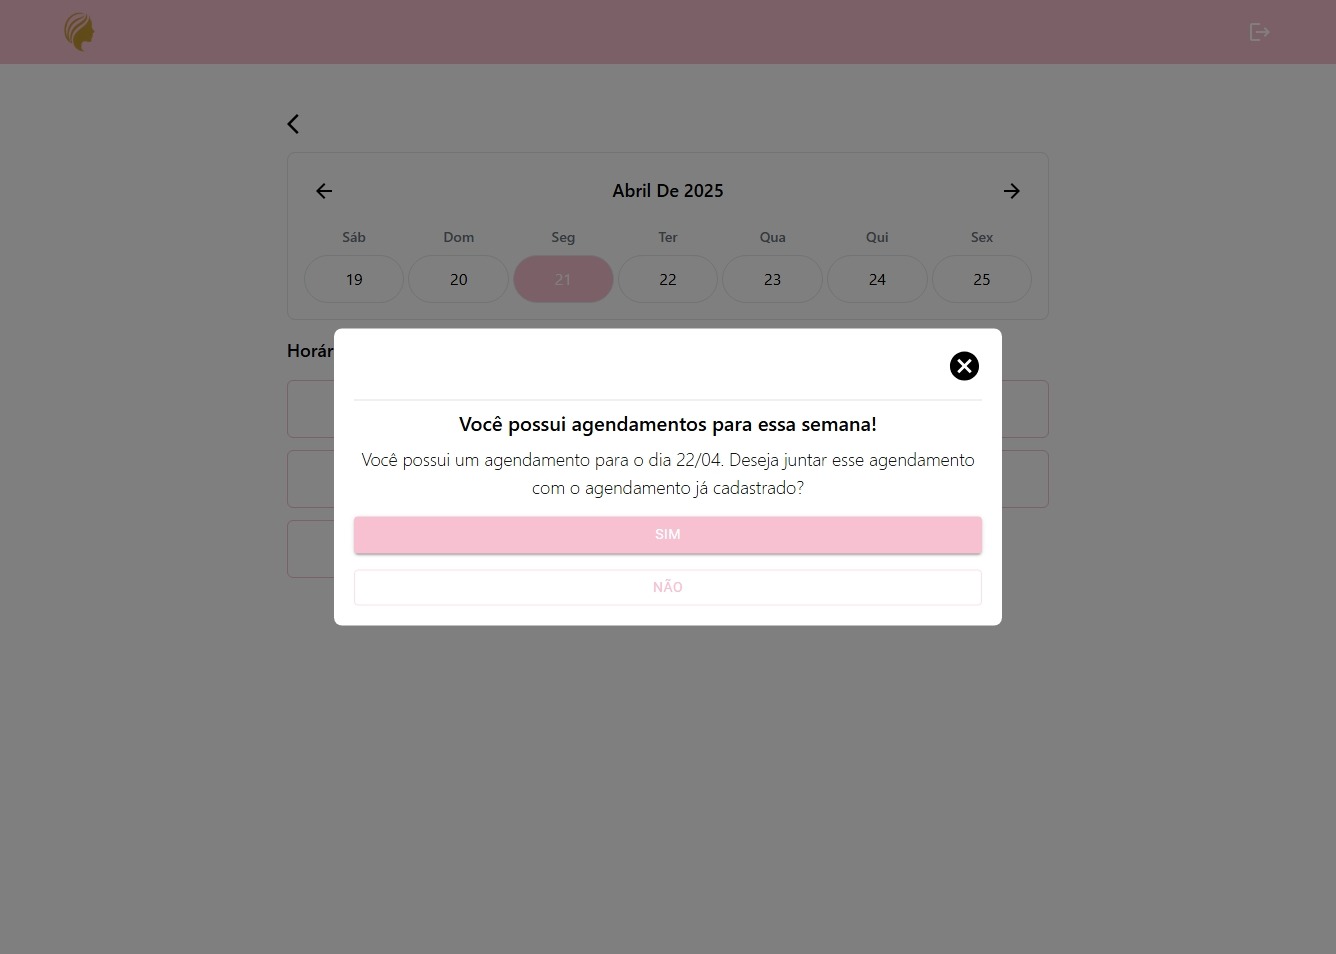 Abril De 2025
Sáb Dom Seg Ter Qua Qui Sex
19 20 21 22 23 24 25
Você possui agendamentos para essa semana!
Você possui um agendamento para o dia 22/04. Deseja juntar esse agendamento
com o agendamento já cadastrado?
SIM
NÃO